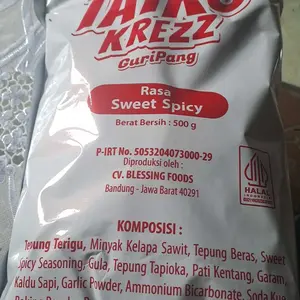 KREZZ
GuriPang
Rasa
Sweet Spicy
Berat Bersih : 500 g
P-IRT No. 5053204073000-29
Diproduksi oleh :
CV. BLESSING FOODS
Bandung - Jawa Barat 40291
HALAL
INDONESIA
KOMPOSISI :
Tepung Terigu, Minyak Kelapa Sawit, Tepung Beras, Sweet
Spicy Seasoning, Gula, Tepung Tapioka, Pati Kentang, Garam,
Kaldu Sapi, Garlic Powder, Ammonium Bicarbonate, Soda Kue